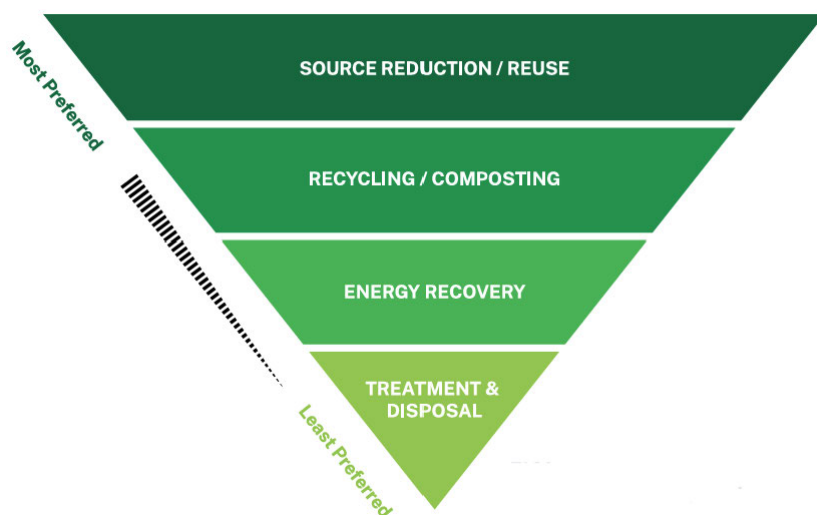 Most Preferred
SOURCE REDUCTION / REUSE
RECYCLING / COMPOSTING
ENERGY RECOVERY
TREATMENT &
DISPOSAL
Least Preferred